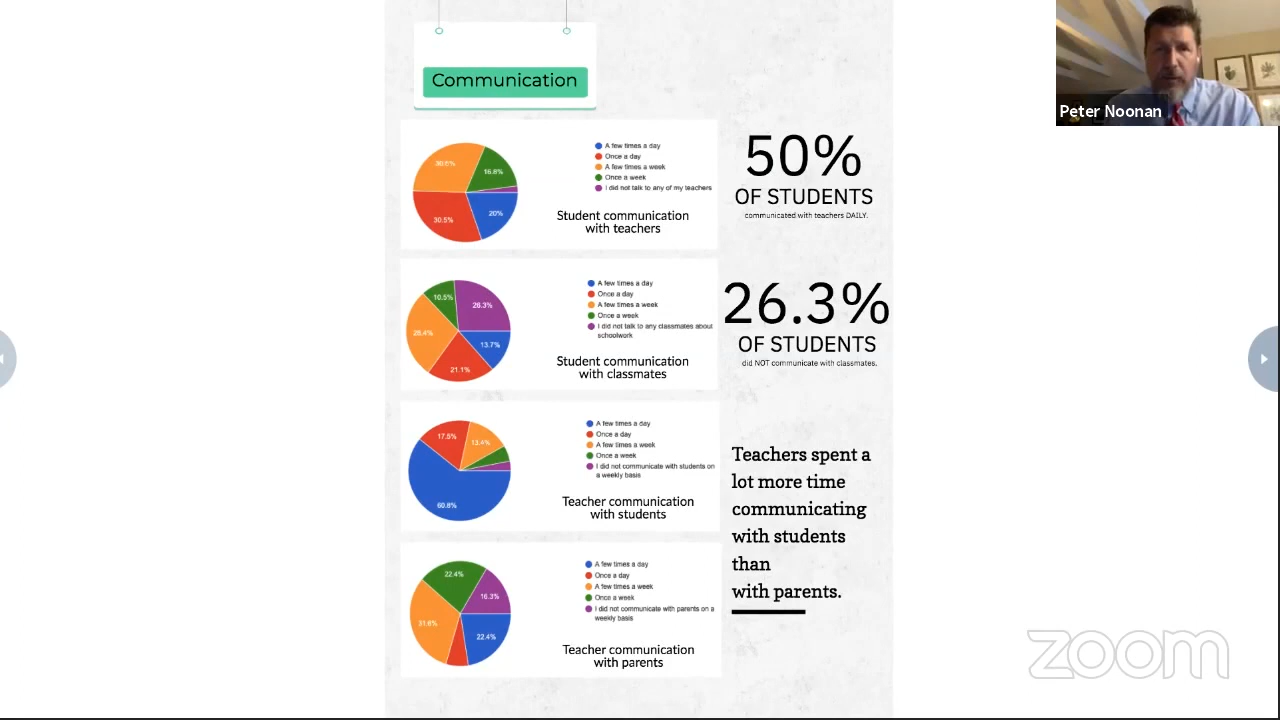 Communication
Peter Noonan
A few times a day
Once a day
A few times a week
Once a week
I did not talk to any of my teachers
30.5%
16.8%
30.5%
20%
Student communication
with teachers
50%
OF STUDENTS
communicated with teachers DAILY.
A few times a day
Once a day
A few times a week
Once a week
I did not talk to any classmates about
schoolwork
10.5%
26.3%
28.4%
13.7%
21.1%
Student communication
with classmates
26.3%
OF STUDENTS
did NOT communicate with classmates.
A few times a day
Once a day
A few times a week
Once a week
I did not communicate with students on
a weekly basis
17.5%
13.4%
60.8%
Teacher communication
with students
Teachers spent a
lot more time
communicating
with students
than
with parents.
A few times a day
Once a day
A few times a week
Once a week
I did not communicate with parents on a
weekly basis
22.4%
16.3%
31.6%
22.4%
Teacher communication
with parents
zoom